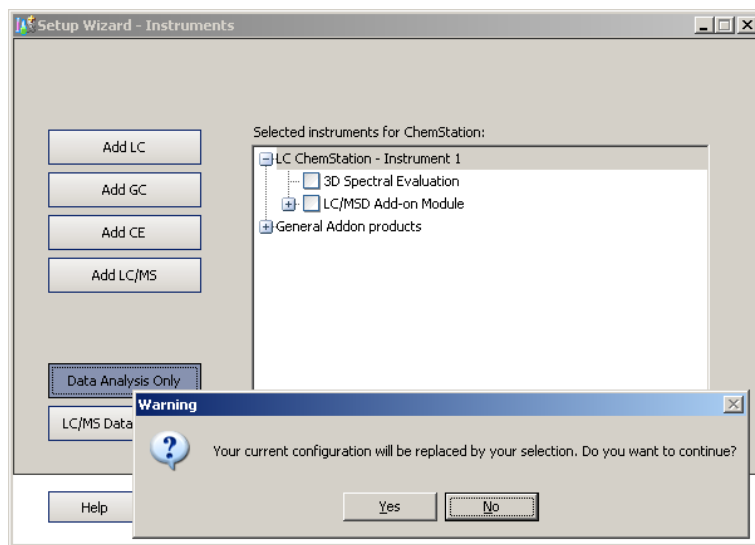 Setup Wizard - Instruments
Selected instruments for ChemStation:
Add LC
Add GC
Add CE
Add LC/MS
Data Analysis Only
LC/MS Data
LC ChemStation - Instrument 1
3D Spectral Evaluation
LC/MSD Add-on Module
General Addon products
Warning
Your current configuration will be replaced by your selection. Do you want to continue?
Yes
No
Help